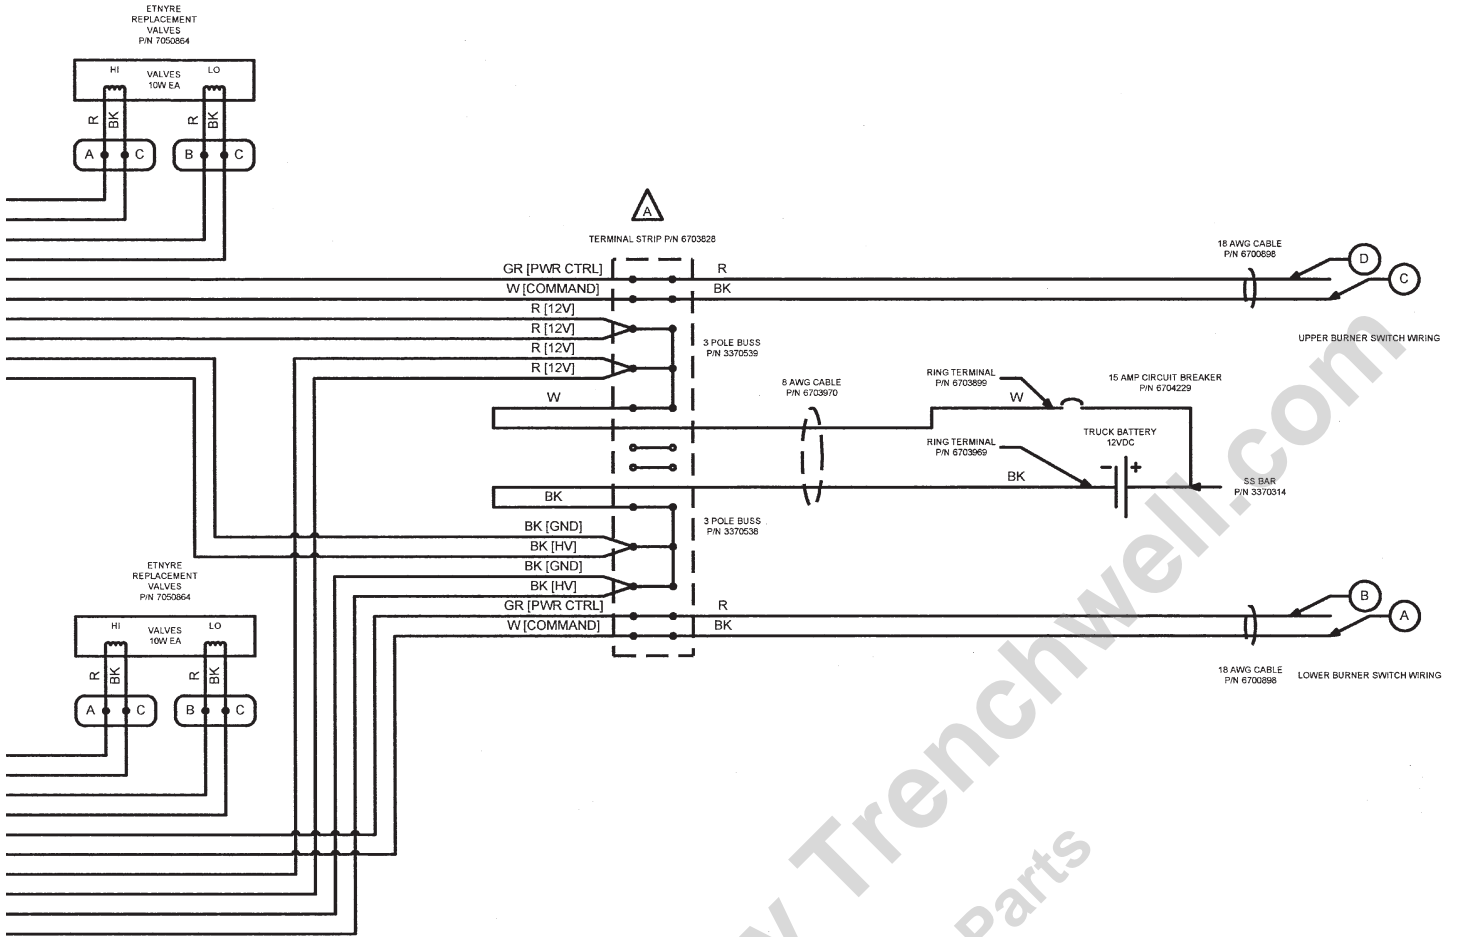 ETNYRE
REPLACEMENT
VALVES
P/N 7050864
HI
VALVES
10W EA
LO
R
BK
R
BK
A
C
B
C
A
TERMINAL STRIP P/N 6703828
18 AWG CABLE
P/N 6700898
D
C
GR [PWR CTRL]
R
W [COMMAND]
BK
R [12V]
R [12V]
R [12V]
R [12V]
UPPER BURNER SWITCH WIRING
3 POLE BUSS
P/N 3370539
W
8 AWG CABLE
P/N 6703970
RING TERMINAL
P/N 6703899
W
15 AMP CIRCUIT BREAKER
P/N 6704229
TRUCK BATTERY
12VDC
- +
RING TERMINAL
P/N 6703969
BK
SS BAR
P/N 3370314
BK
3 POLE BUSS
P/N 3370538
BK [GND]
BK [HV]
BK [GND]
BK [HV]
GR [PWR CTRL]
R
W [COMMAND]
BK
B
A
18 AWG CABLE
P/N 6700898
LOWER BURNER SWITCH WIRING
ETNYRE
REPLACEMENT
VALVES
P/N 7050864
HI
VALVES
10W EA
LO
R
BK
R
BK
A
C
B
C
y Trenchwell.com
Parts